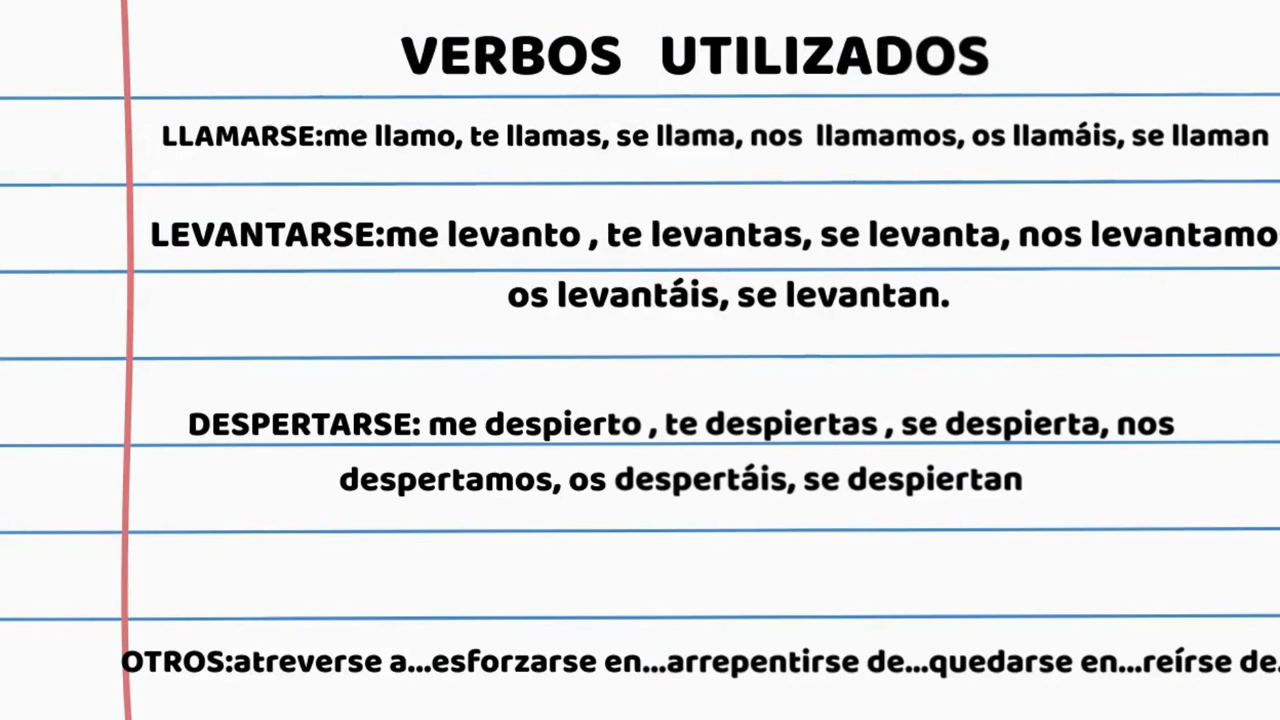 VERBOS UTILIZADOS
LLAMARSE:me llamo, te llamas, se llama, nos llamamos, os llamáis, se llaman
LEVANTARSE:me levanto , te levantas, se levanta, nos levantamo
os levantáis, se levantan.
DESPERTARSE: me despierto , te despiertas , se despierta, nos
despertamos, os despertáis, se despiertan
OTROS:atreverse a...esforzarse en...arrepentirse de...quedarse en...reírse de.